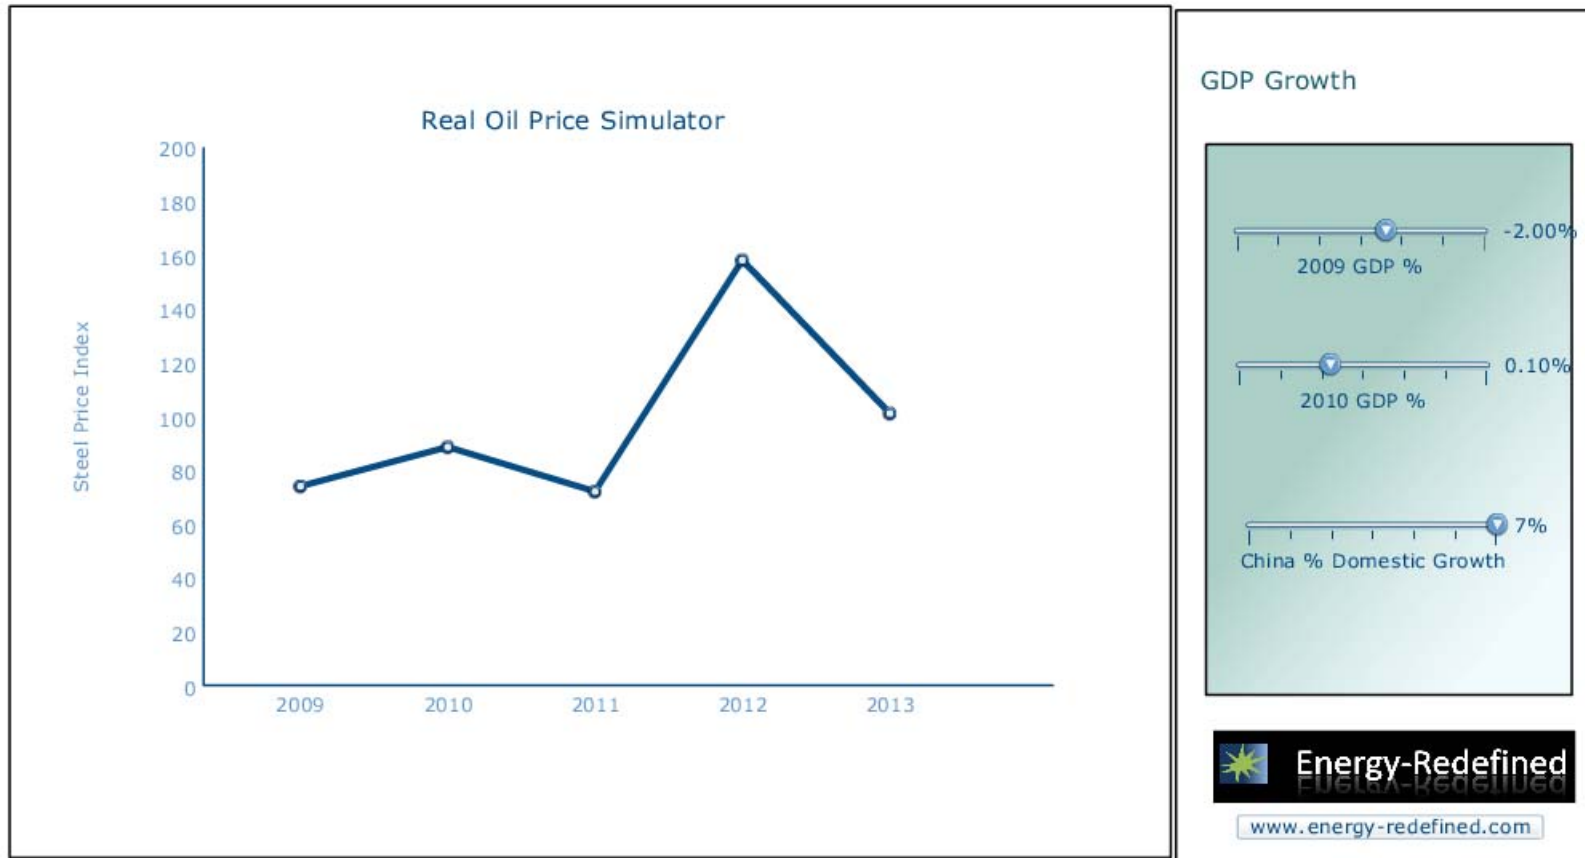 Real Oil Price Simulator
Steel Price Index
200
180
160
140
120
100
80
60
40
20
0
2009 2010 2011 2012 2013
GDP Growth
-2.00%
2009 GDP %
0.10%
2010 GDP %
7%
China % Domestic Growth
Energy-Redefined
www.energy-redefined.com